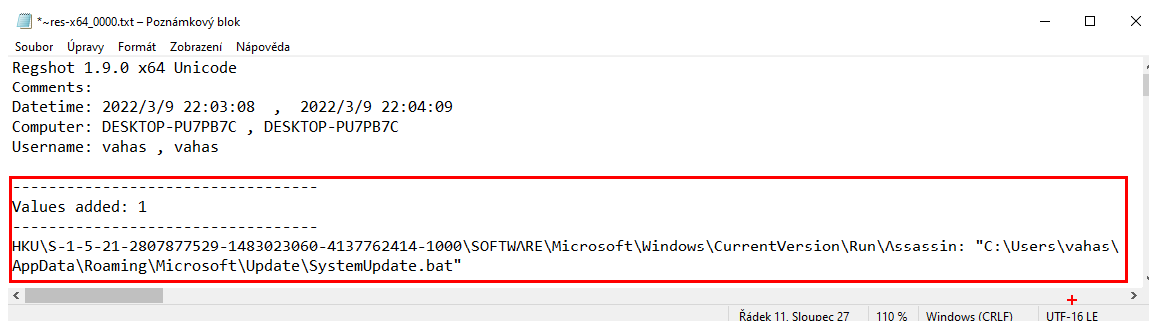 *~res-x64_0000.txt – Poznámkový blok
Soubor Úpravy Formát Zobrazení Nápověda
Regshot 1.9.0 x64 Unicode
Comments:
Datetime: 2022/3/9 22:03:08  ,  2022/3/9 22:04:09
Computer: DESKTOP-PU7PB7C , DESKTOP-PU7PB7C
Username: vahas , vahas
----------------------------------
Values added: 1
----------------------------------
HKU\S-1-5-21-2807877529-1483023060-4137762414-1000\SOFTWARE\Microsoft\Windows\CurrentVersion\Run\Assassin: "C:\Users\vahas\
AppData\Roaming\Microsoft\Update\SystemUpdate.bat"
Řádek 11, Sloupec 27 110 % Windows (CRLF) UTF-16 LE